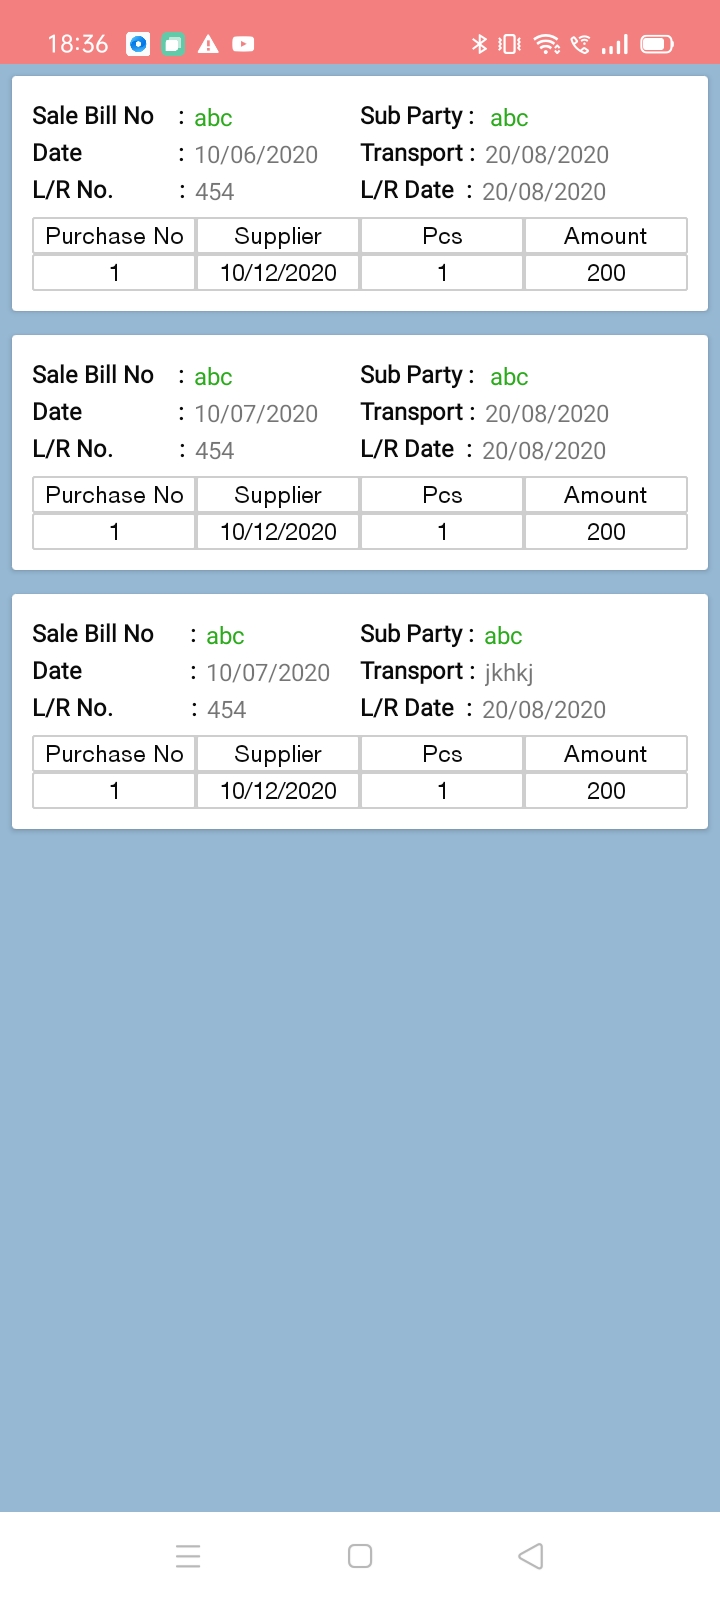 18:36
Sale Bill No : abc Sub Party : abc
Date : 10/06/2020 Transport : 20/08/2020
L/R No. : 454 L/R Date : 20/08/2020
Purchase No Supplier Pcs Amount
1 10/12/2020 1 200
Sale Bill No : abc Sub Party : abc
Date : 10/07/2020 Transport : 20/08/2020
L/R No. : 454 L/R Date : 20/08/2020
Purchase No Supplier Pcs Amount
1 10/12/2020 1 200
Sale Bill No : abc Sub Party : abc
Date : 10/07/2020 Transport : jkhkj
L/R No. : 454 L/R Date : 20/08/2020
Purchase No Supplier Pcs Amount
1 10/12/2020 1 200